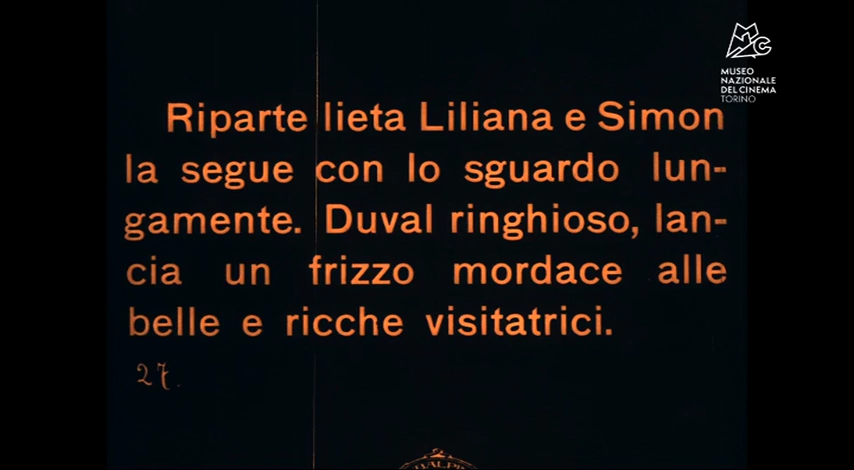 MUSEO
NAZIONALE
DEL CINEMA
TORINO
Riparte lieta Liliana e Simon
la segue con lo sguardo lun-
gamente. Duval ringhioso, lan-
cia un frizzo mordace alle
belle e ricche visitatrici.
27.